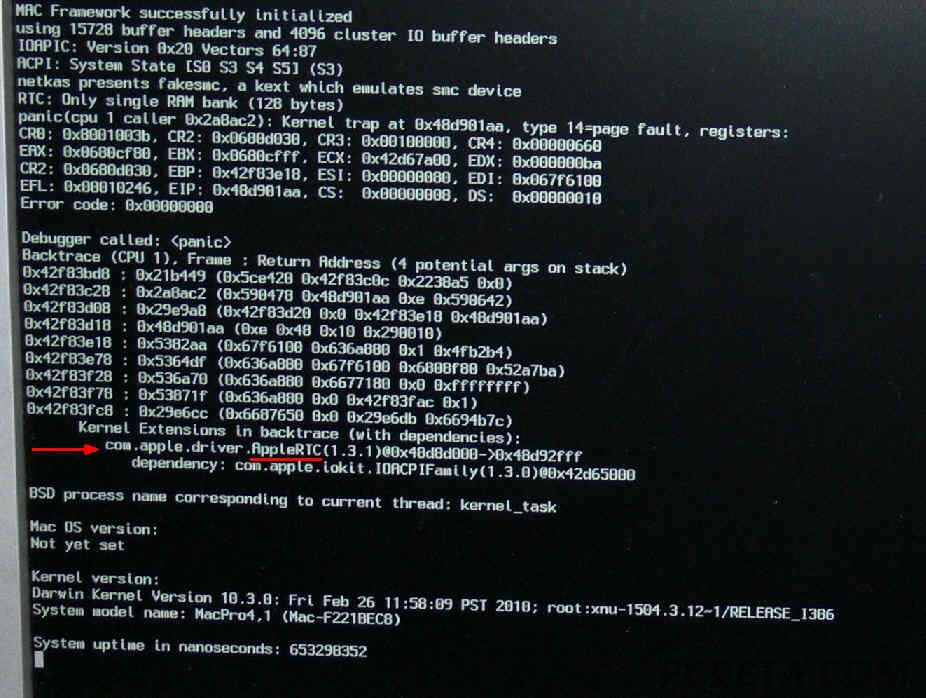 MAC Framework successfully initialized
using 15728 buffer headers and 4096 cluster IO buffer headers
IOAPIC: Version 0x20 Vectors 64:87
ACPI: System State [S0 S3 S4 S5] (S3)
netkas presents fakesmc, a kext which emulates smc device
RTC: Only single RAM bank (128 bytes)
panic(cpu 1 caller 0x2a8ac2): Kernel trap at 0x48d901aa, type 14=page fault, registers:
CR0: 0x8001003b, CR2: 0x0680d030, CR3: 0x00100000, CR4: 0x00000660
EAX: 0x0680cf80, EBX: 0x0680cfff, ECX: 0x42d67a00, EDX: 0x000000ba
CR2: 0x0680d030, EBP: 0x42f83e18, ESI: 0x00000080, EDI: 0x067f6100
EFL: 0x00010246, EIP: 0x48d901aa, CS:  0x00000008, DS:  0x00000010
Error code: 0x00000000
Debugger called: <panic>
Backtrace (CPU 1), Frame : Return Address (4 potential args on stack)
0x42f83bd8 : 0x21b449 (0x5ce428 0x42f83c0c 0x2238a5 0x0)
0x42f83c28 : 0x2a8ac2 (0x590478 0x48d901aa 0xe 0x590642)
0x42f83d08 : 0x29e9a8 (0x42f83d20 0x0 0x42f83e18 0x48d901aa)
0x42f83d18 : 0x48d901aa (0xe 0x48 0x10 0x290010)
0x42f83e18 : 0x5382aa (0x67f6100 0x636a880 0x1 0x4fb2b4)
0x42f83e78 : 0x5364df (0x636a880 0x67f6100 0x6808f80 0x52a7ba)
0x42f83f28 : 0x536a70 (0x636a880 0x6677180 0x0 0xffffffff)
0x42f83f78 : 0x53871f (0x636a880 0x0 0x42f83fac 0x1)
0x42f83fc8 : 0x29e6cc (0x6687650 0x0 0x29e6db 0x6694b7c)
Kernel Extensions in backtrace (with dependencies):
com.apple.driver.AppleRTC(1.3.1)@0x48d8d000->0x48d92fff
dependency: com.apple.iokit.IOACPIFamily(1.3.0)@0x42d65000
BSD process name corresponding to current thread: kernel_task
Mac OS version:
Not yet set
Kernel version:
Darwin Kernel Version 10.3.0: Fri Feb 26 11:58:09 PST 2010; root:xnu-1504.3.12~1/RELEASE_I386
System model name: MacPro4,1 (Mac-F221BEC8)
System uptime in nanoseconds: 653298352
PCBETA.COM